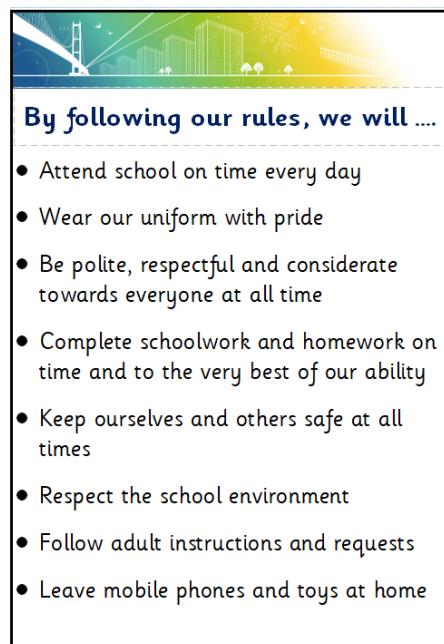 By following our rules, we will ....
● Attend school on time every day
● Wear our uniform with pride
● Be polite, respectful and considerate
towards everyone at all time
● Complete schoolwork and homework on
time and to the very best of our ability
● Keep ourselves and others safe at all
times
● Respect the school environment
● Follow adult instructions and requests
● Leave mobile phones and toys at home